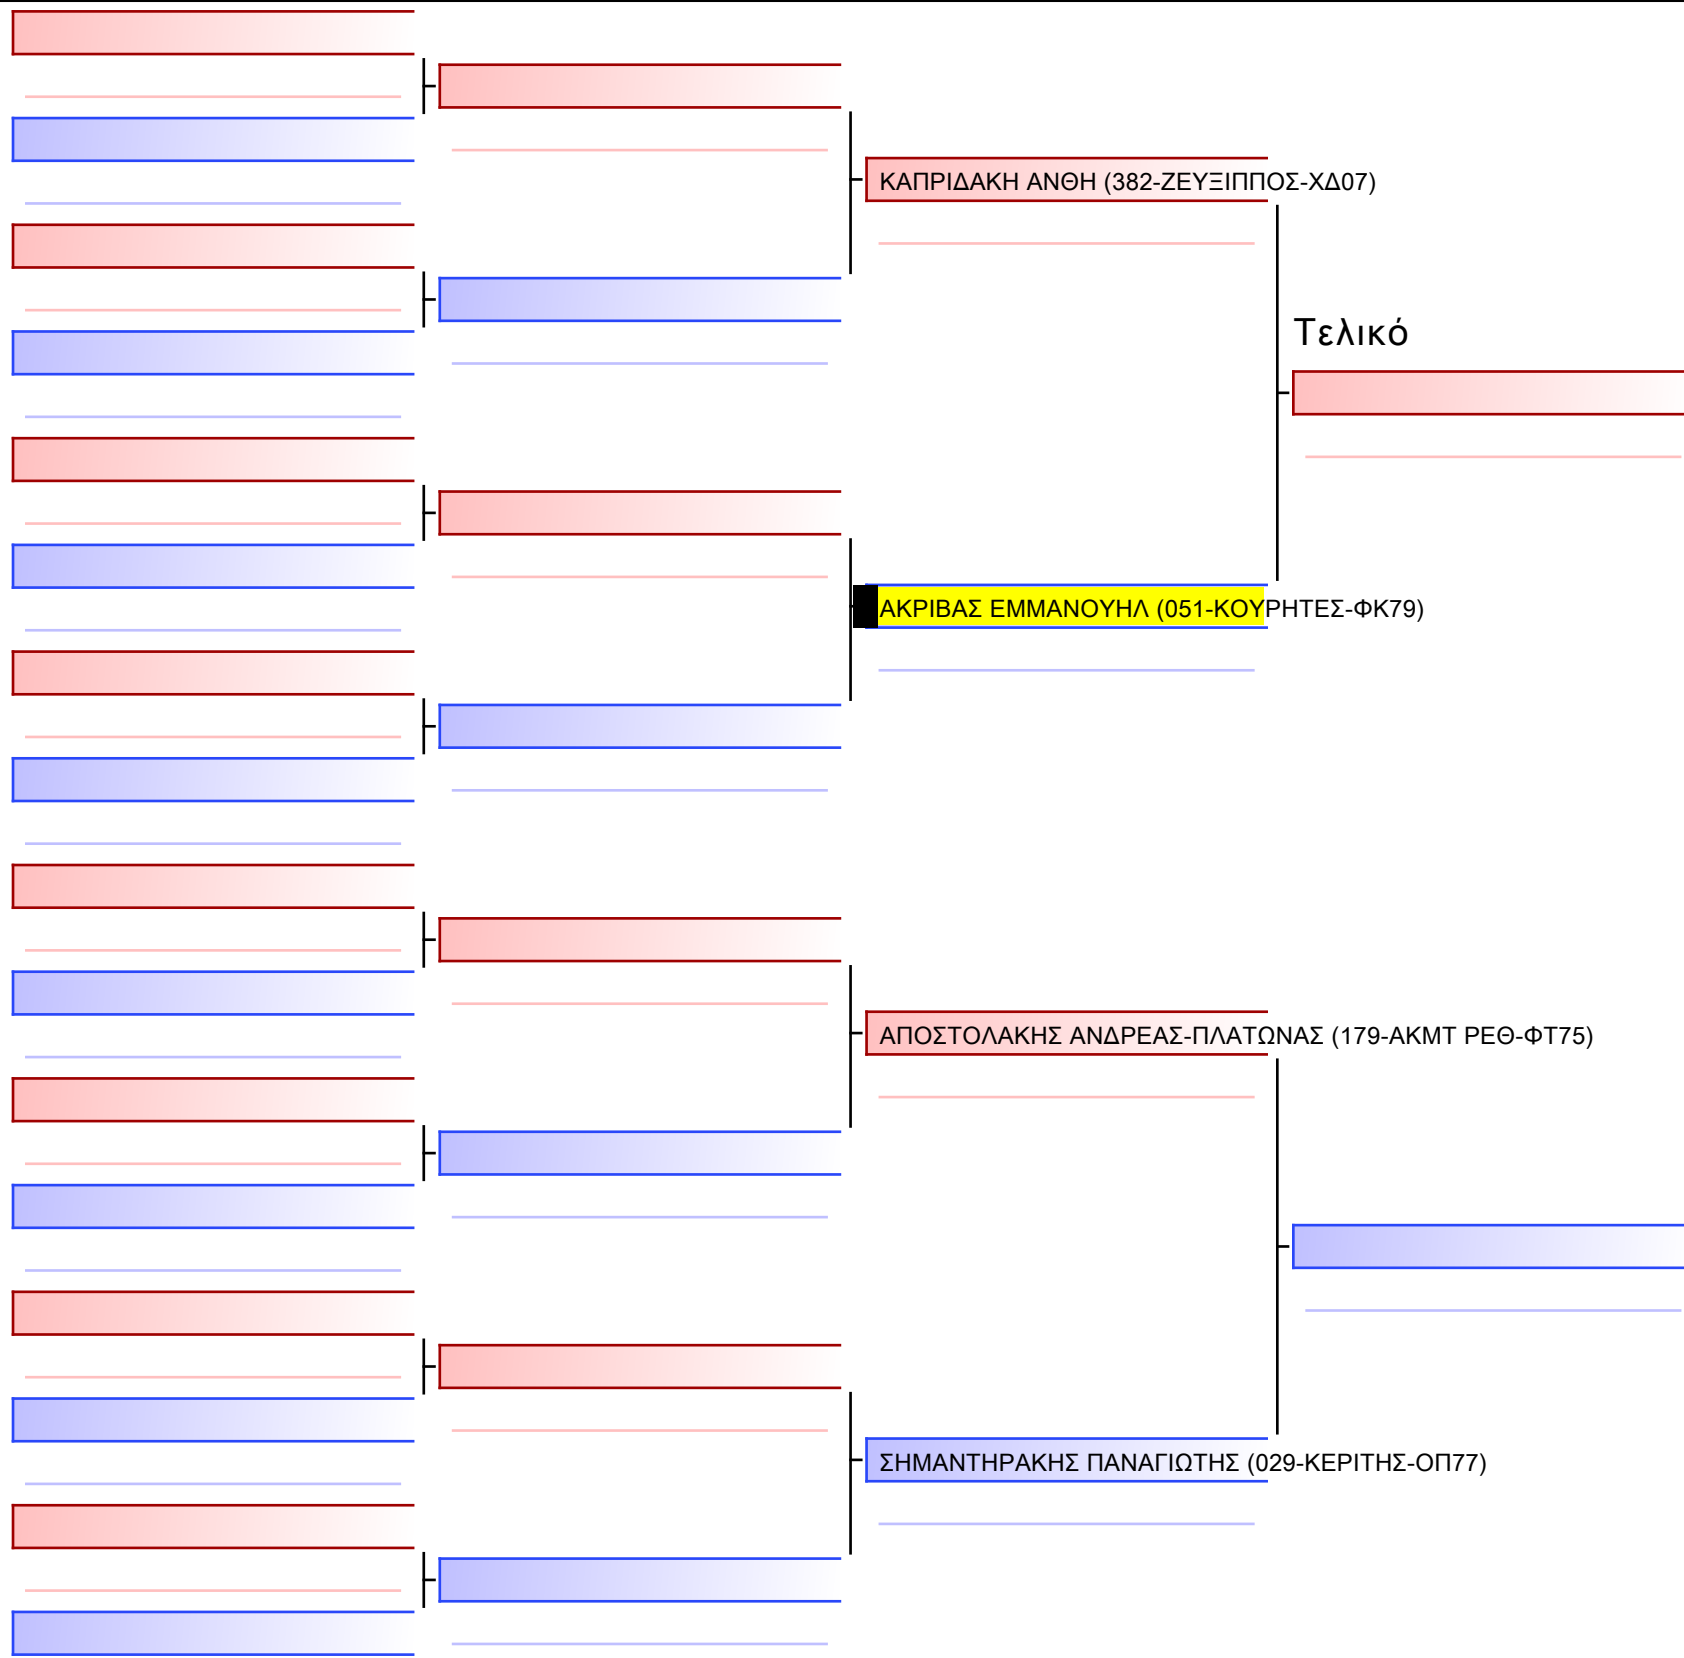 ΚΑΠΡΙΔΑΚΗ ΑΝΘΗ (382-ΖΕΥΞΙΠΠΟΣ-ΧΔ07)
Τελικό
ΑΚΡΙΒΑΣ ΕΜΜΑΝΟΥΗΛ (051-ΚΟΥΡΗΤΕΣ-ΦΚ79)
ΑΠΟΣΤΟΛΑΚΗΣ ΑΝΔΡΕΑΣ-ΠΛΑΤΩΝΑΣ (179-ΑΚΜΤ ΡΕΘ-ΦΤ75)
ΣΗΜΑΝΤΗΡΑΚΗΣ ΠΑΝΑΓΙΩΤΗΣ (029-ΚΕΡΙΤΗΣ-ΟΠ77)